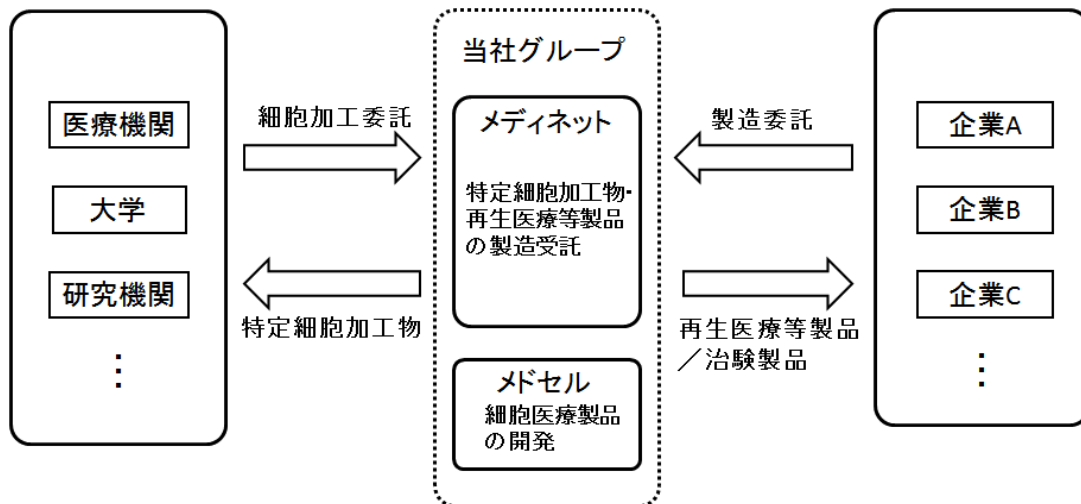 医療機関
大学
研究機関
⋮
細胞加工委託
特定細胞加工物
当社グループ
メディネット
特定細胞加工物・
再生医療等製品
の製造受託
メドセル
細胞医療製品
の開発
製造委託
再生医療等製品
／治験製品
企業A
企業B
企業C
⋮